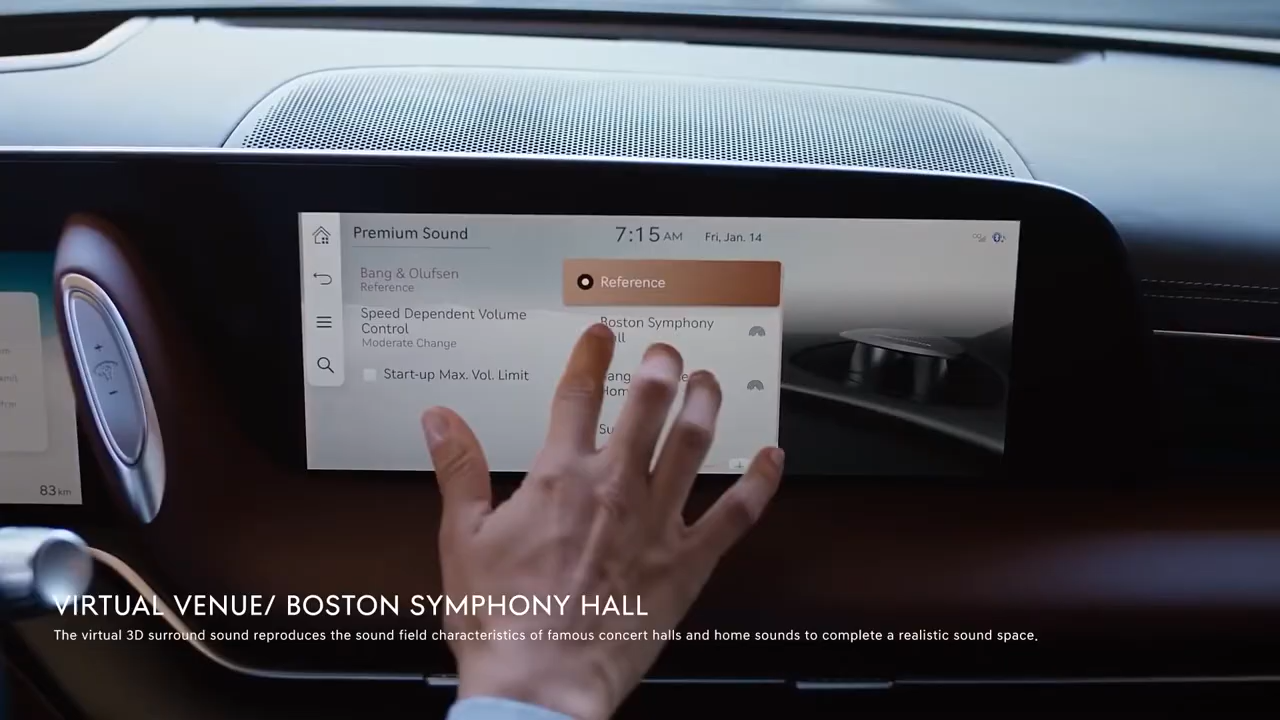 Premium Sound
7:15 AM
Fri, Jan. 14
Bang & Olufsen
Reference
Reference
Speed Dependent Volume
Control
Moderate Change
Boston Symphony
Start-up Max. Vol. Limit
83 km
VIRTUAL VENUE/ BOSTON SYMPHONY HALL
The virtual 3D surround sound reproduces the sound field characteristics of famous concert halls and home sounds to complete a realistic sound space.